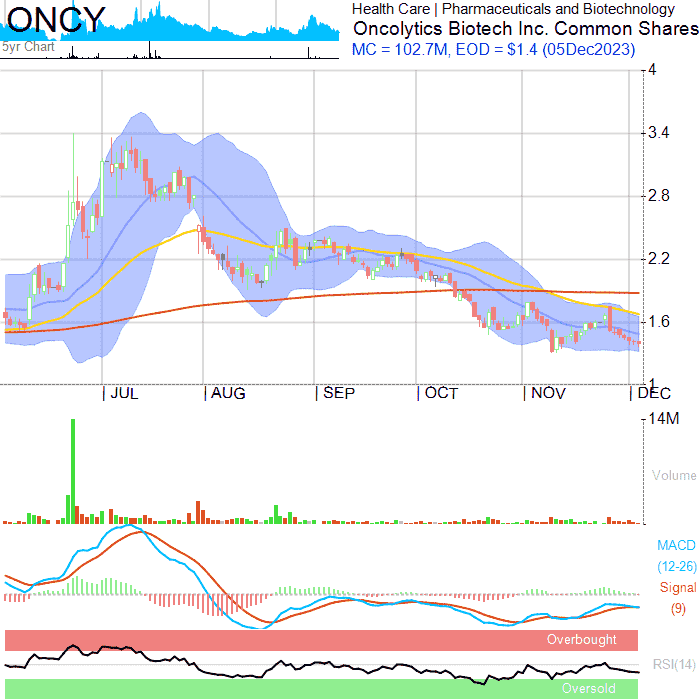 ONCY
5yr Chart
Health Care | Pharmaceuticals and Biotechnology
Oncolytics Biotech Inc. Common Shares
MC = 102.7M, EOD = $1.4 (05Dec2023)
4
3.4
2.8
2.2
1.6
1
JUL AUG SEP OCT NOV DEC
14M
Volume
MACD
(12-26)
Signal
(9)
Overbought
RSI(14)
Oversold